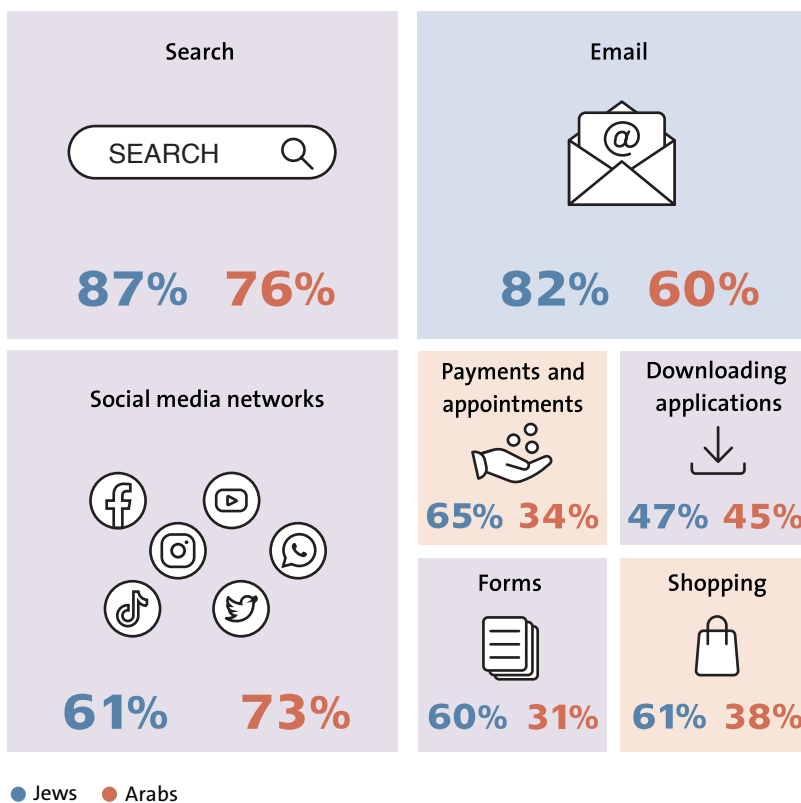 Search
SEARCH
87% 76%
Email
@
82% 60%
Social media networks
61% 73%
Payments and
appointments
65% 34%
Downloading
applications
47% 45%
Forms
60% 31%
Shopping
61% 38%
Jews Arabs